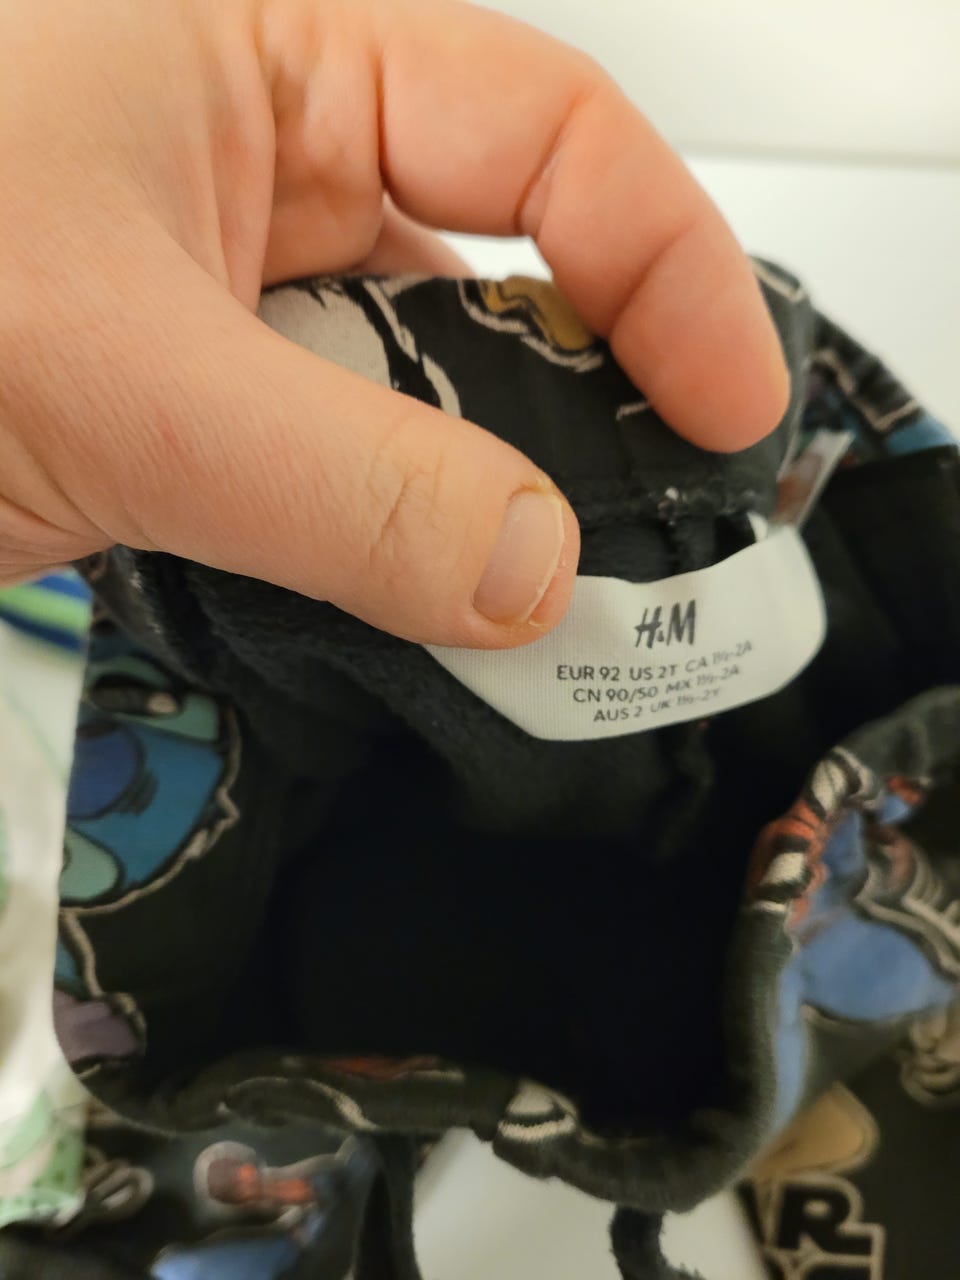 H&M
EUR 92 US 2T CA 1½-2A
CN 90/50 MX 1½-2A
AUS 2 UK 1½-2Y
R